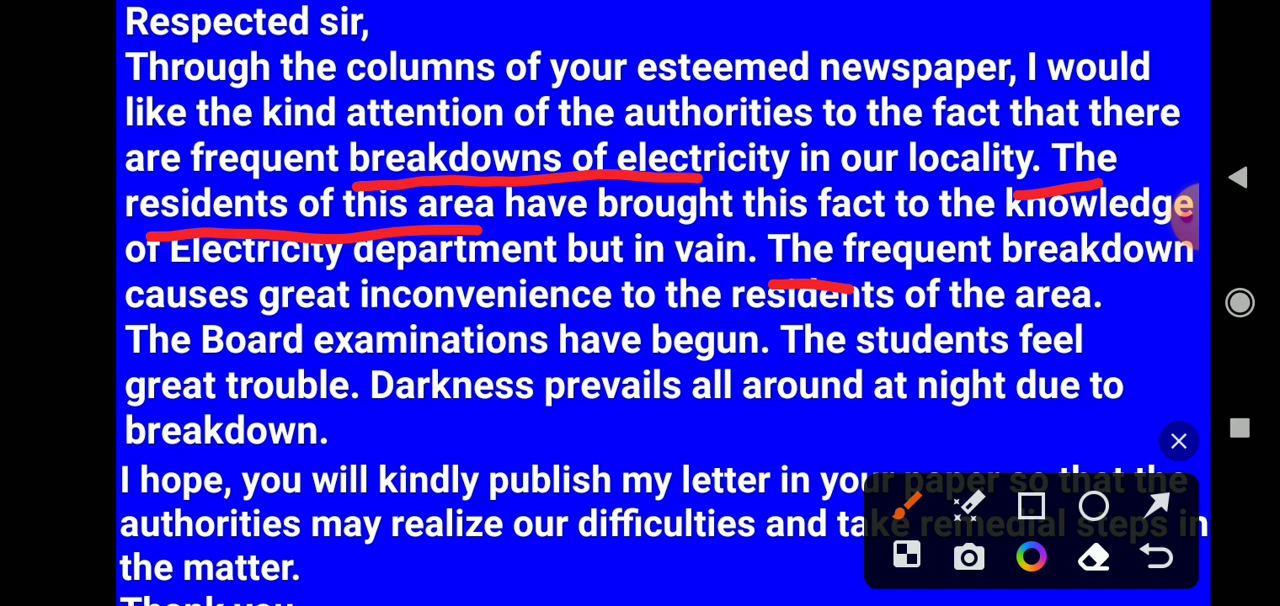 Respected sir,
Through the columns of your esteemed newspaper, I would
like the kind attention of the authorities to the fact that there
are frequent breakdowns of electricity in our locality. The
residents of this area have brought this fact to the knowledge
of Electricity department but in vain. The frequent breakdown
causes great inconvenience to the residents of the area.
The Board examinations have begun. The students feel
great trouble. Darkness prevails all around at night due to
breakdown.
I hope, you will kindly publish my letter in your paper so that the
authorities may realize our difficulties and take remedial steps in
the matter.
Thank you